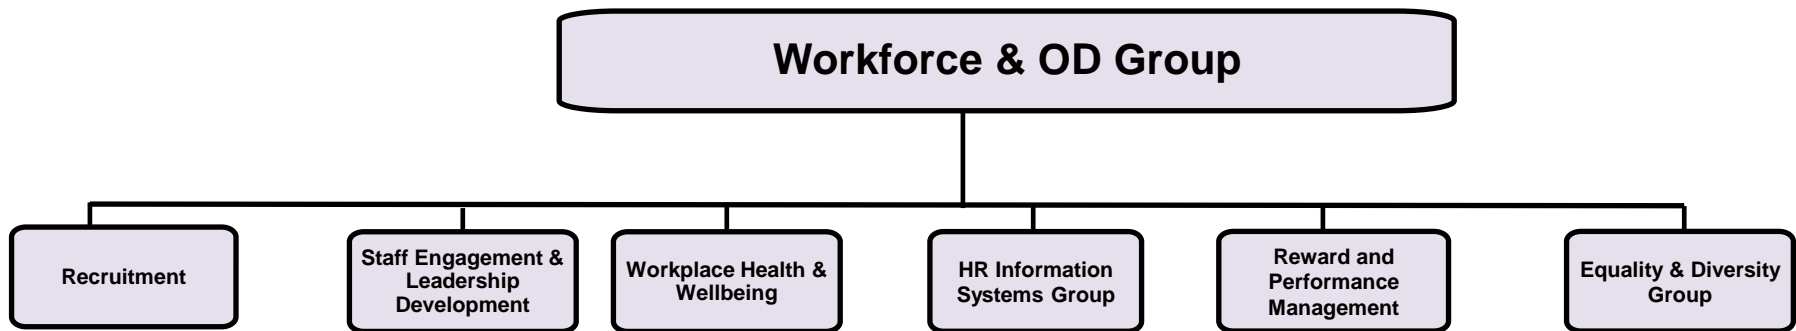 Workforce & OD Group
Recruitment
Staff Engagement &
Leadership
Development
Workplace Health &
Wellbeing
HR Information
Systems Group
Reward and
Performance
Management
Equality & Diversity
Group